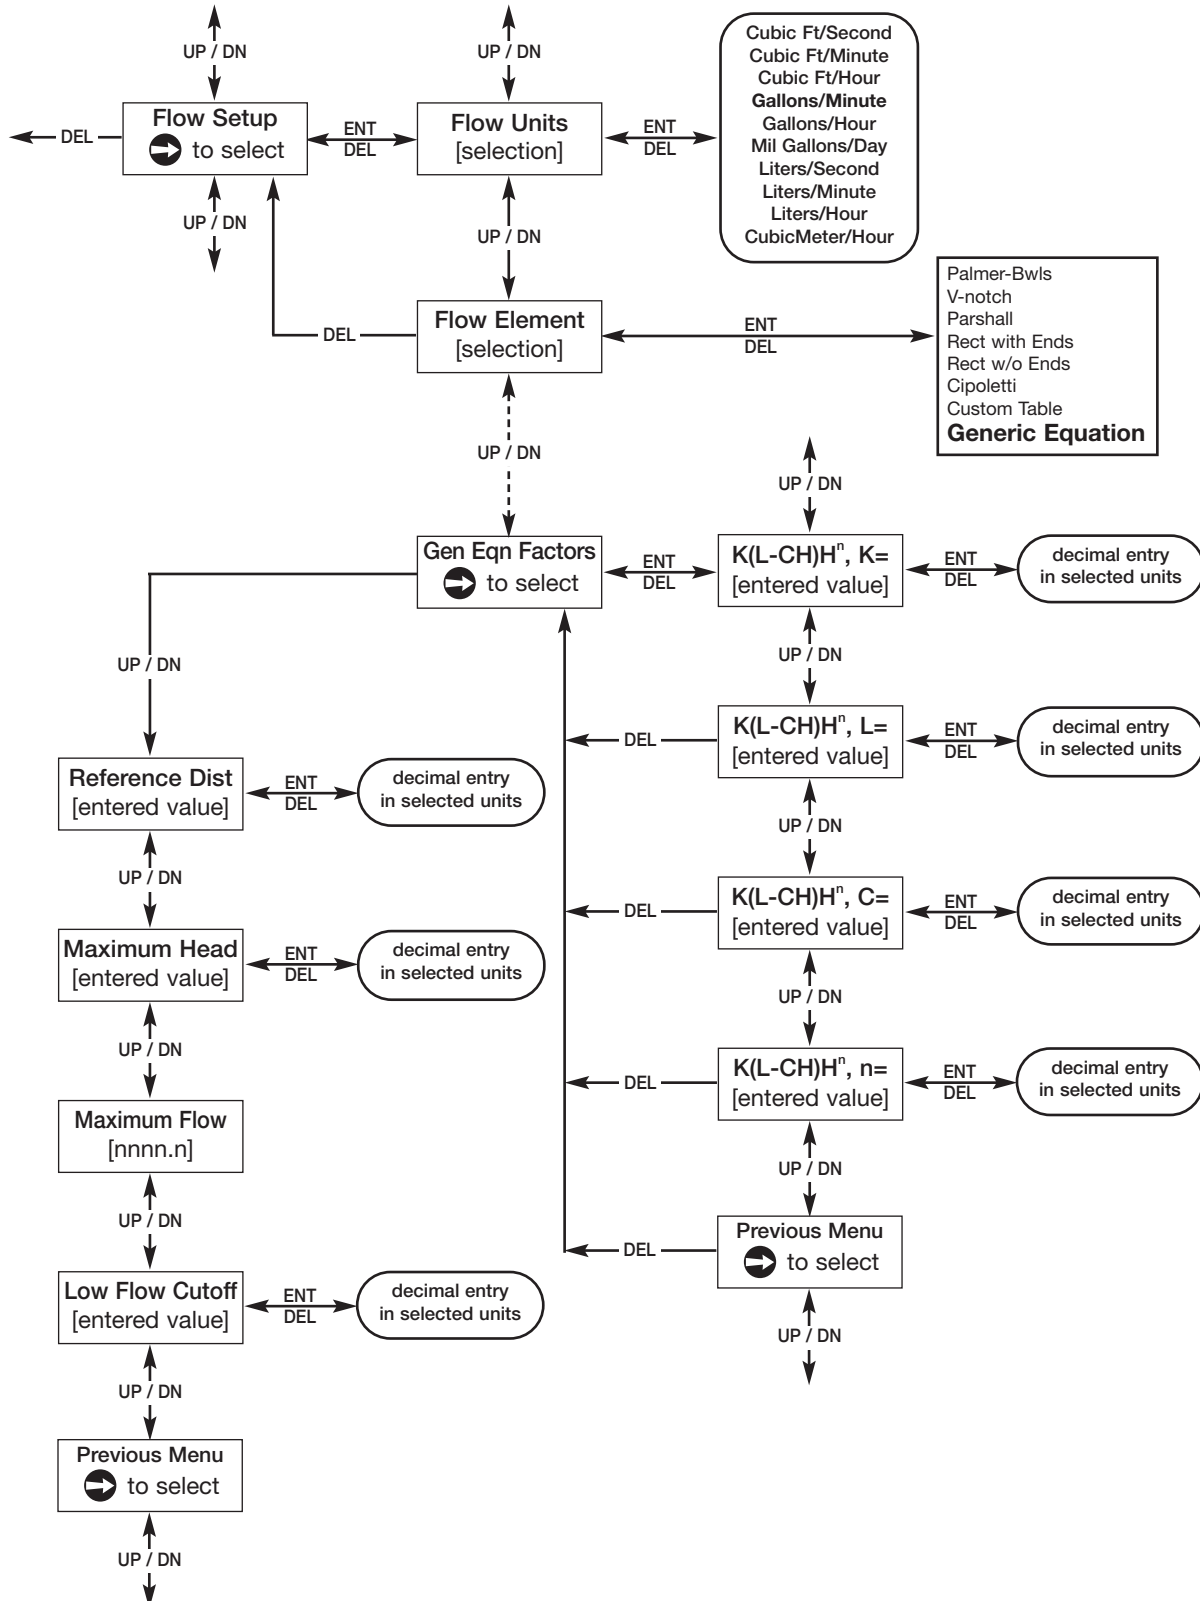 UP / DN
UP / DN
Cubic Ft/Second
Cubic Ft/Minute
Cubic Ft/Hour
Gallons/Minute
Gallons/Hour
Mil Gallons/Day
Liters/Second
Liters/Minute
Liters/Hour
CubicMeter/Hour
DEL
Flow Setup
to select
ENT
DEL
Flow Units
[selection]
ENT
DEL
UP / DN
UP / DN
DEL
Flow Element
[selection]
ENT
DEL
Palmer-Bwls
V-notch
Parshall
Rect with Ends
Rect w/o Ends
Cipoletti
Custom Table
Generic Equation
UP / DN
UP / DN
Gen Eqn Factors
to select
ENT
DEL
K(L-CH)Hⁿ, K=
[entered value]
ENT
DEL
decimal entry
in selected units
UP / DN
UP / DN
DEL
K(L-CH)Hⁿ, L=
[entered value]
ENT
DEL
decimal entry
in selected units
Reference Dist
[entered value]
ENT
DEL
decimal entry
in selected units
UP / DN
UP / DN
DEL
K(L-CH)Hⁿ, C=
[entered value]
ENT
DEL
decimal entry
in selected units
Maximum Head
[entered value]
ENT
DEL
decimal entry
in selected units
UP / DN
UP / DN
DEL
K(L-CH)Hⁿ, n=
[entered value]
ENT
DEL
decimal entry
in selected units
Maximum Flow
[nnnn.n]
UP / DN
UP / DN
DEL
Previous Menu
to select
Low Flow Cutoff
[entered value]
ENT
DEL
decimal entry
in selected units
UP / DN
UP / DN
Previous Menu
to select
UP / DN